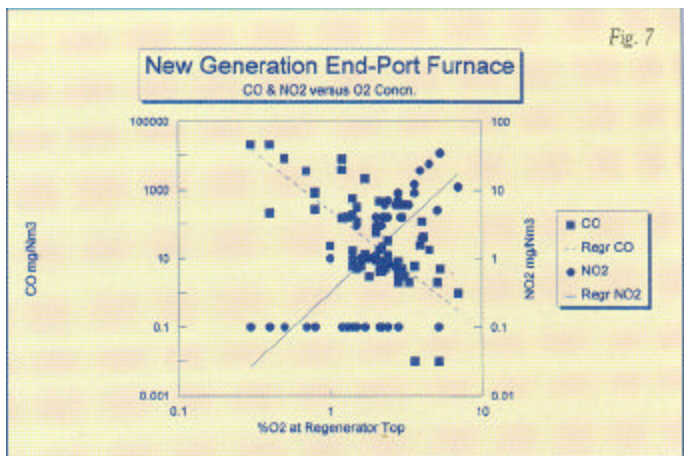 Fig. 7
New Generation End-Port Furnace
CO & NO2 versus O2 Concn.
100000
1000
10
0.1
0.001
CO mg/Nm3
100
10
1
0.1
0.01
NO2 mg/Nm3
0.1
1
10
%O2 at Regenerator Top
CO
Regr CO
NO2
Regr NO2